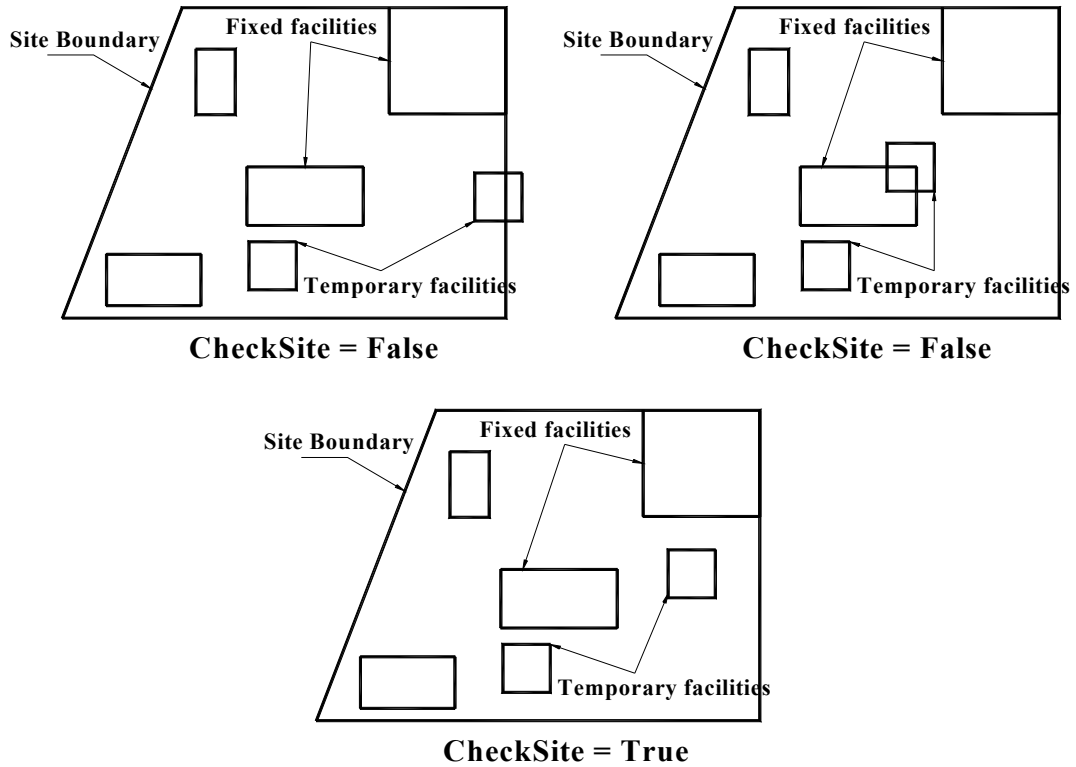 Fixed facilities
Site Boundary
Temporary facilities
CheckSite = False
Fixed facilities
Site Boundary
Temporary facilities
CheckSite = False
Fixed facilities
Site Boundary
Temporary facilities
CheckSite = True